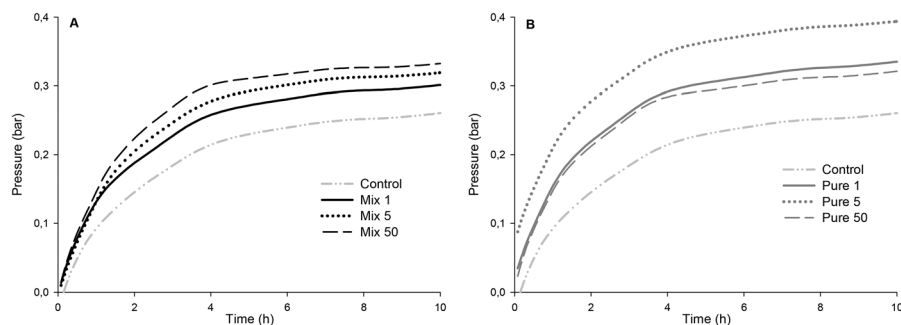 A
0,4
0,3
0,2
0,1
0,0
Pressure (bar)
Control
Mix 1
Mix 5
Mix 50
0 2 4 6 8 10
Time (h)
B
0,4
0,3
0,2
0,1
0,0
Pressure (bar)
Control
Pure 1
Pure 5
Pure 50
0 2 4 6 8 10
Time (h)